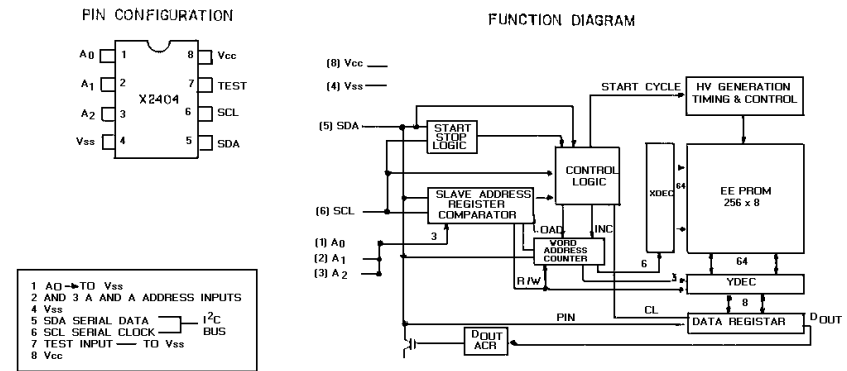 PIN CONFIGURATION
A0 1
A1 2
A2 3
Vss 4
X2404
8 Vcc
7 TEST
6 SCL
5 SDA
1 AO TO Vss
2 AND 3 A AND A ADDRESS INPUTS
4 Vss
5 SDA SERIAL DATA
6 SCL SERIAL CLOCK
I2C
BUS
7 TEST INPUT TO Vss
8 Vcc
FUNCTION DIAGRAM
(8) Vcc
(4) Vss
(5) SDA
(6) SCL
(1) A0
(2) A1
(3) A2
START
STOP
LOGIC
SLAVE ADDRESS
REGISTER
COMPARATOR
3
CONTROL
LOGIC
START CYCLE
HV GENERATION
TIMING & CONTROL
XDEC
64
EE PROM
256 x 8
OAD
INC
WORD
ADDRESS
COUNTER
6
64
R/W
3
YDEC
8
PIN
CL
DATA REGISTAR
DOUT
DOUT
ACR